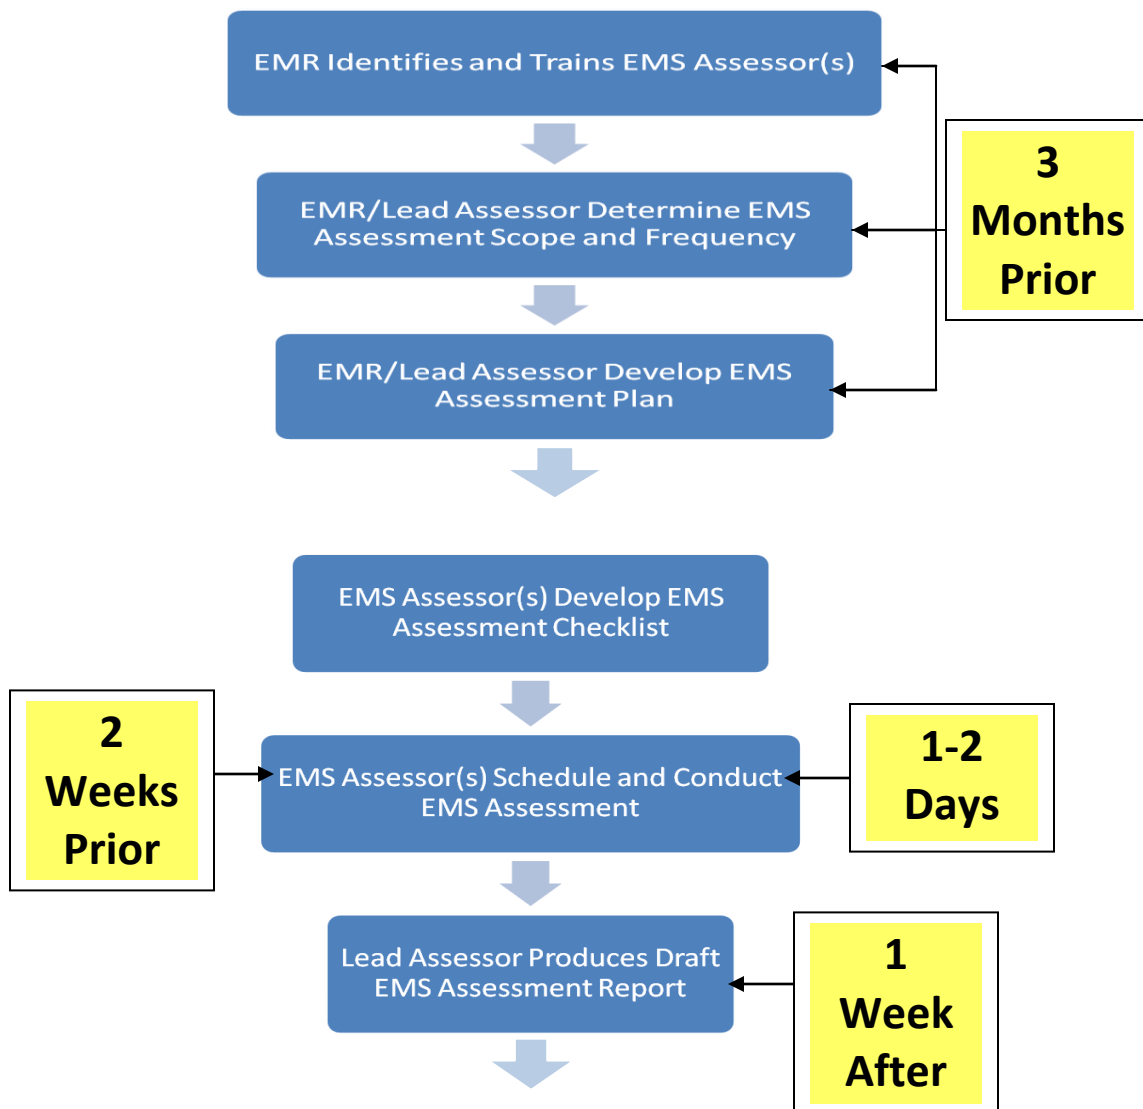 EMR Identifies and Trains EMS Assessor(s)
3
Months
Prior
EMR/Lead Assessor Determine EMS
Assessment Scope and Frequency
EMR/Lead Assessor Develop EMS
Assessment Plan
EMS Assessor(s) Develop EMS
Assessment Checklist
2
Weeks
Prior
EMS Assessor(s) Schedule and Conduct
EMS Assessment
1-2
Days
Lead Assessor Produces Draft
EMS Assessment Report
1
Week
After